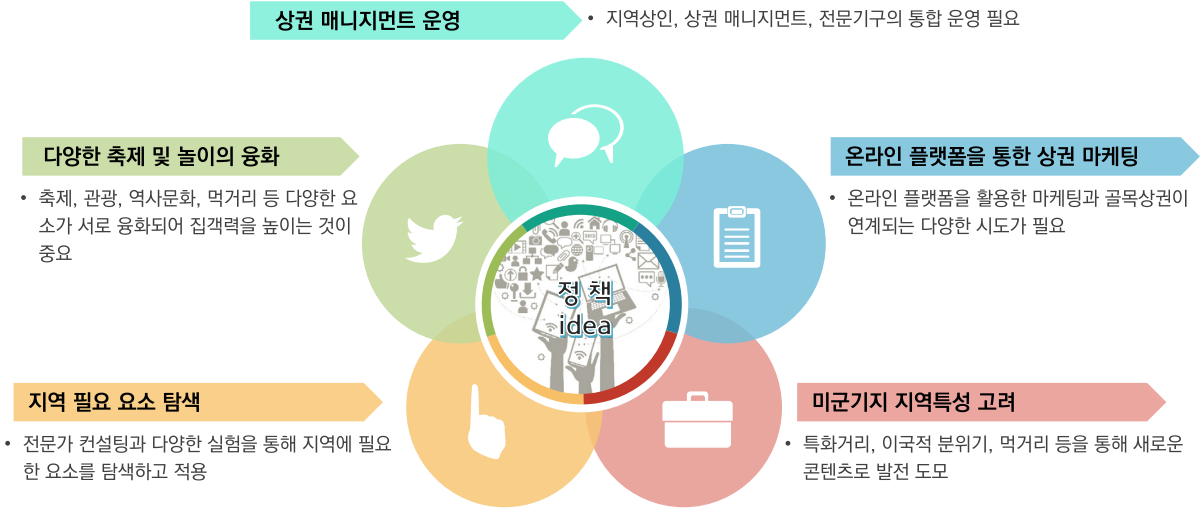 상권 매니지먼트 운영
• 지역상인, 상권 매니지먼트, 전문기구의 통합 운영 필요
다양한 축제 및 놀이의 융화
• 축제, 관광, 역사문화, 먹거리 등 다양한 요
소가 서로 융화되어 집객력을 높이는 것이
중요
온라인 플랫폼을 통한 상권 마케팅
• 온라인 플랫폼을 활용한 마케팅과 골목상권이
연계되는 다양한 시도가 필요
정 책
idea
지역 필요 요소 탐색
• 전문가 컨설팅과 다양한 실험을 통해 지역에 필요
한 요소를 탐색하고 적용
미군기지 지역특성 고려
• 특화거리, 이국적 분위기, 먹거리 등을 통해 새로운
콘텐츠로 발전 도모